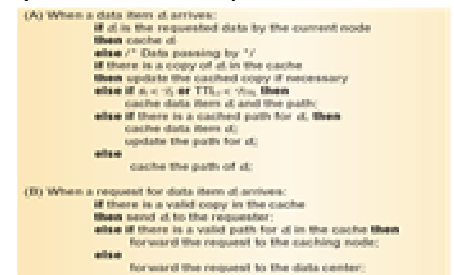 (A) When a data item dᵢ arrives:
if dᵢ is the requested data by the current node
then cache dᵢ
else /* Data passing by */
if there is a copy of dᵢ in the cache
then update the cached copy if necessary
else if sᵢ < or TTLᵢ < then
cache data item dᵢ and the path;
else if there is a cached path for dᵢ then
cache data item dᵢ;
update the path for dᵢ;
else
cache the path of dᵢ;
(B) When a request for data item dᵢ arrives:
if there is a valid copy in the cache
then send dᵢ to the requester;
else if there is a valid path for dᵢ in the cache then
forward the request to the caching node;
else
forward the request to the data center;